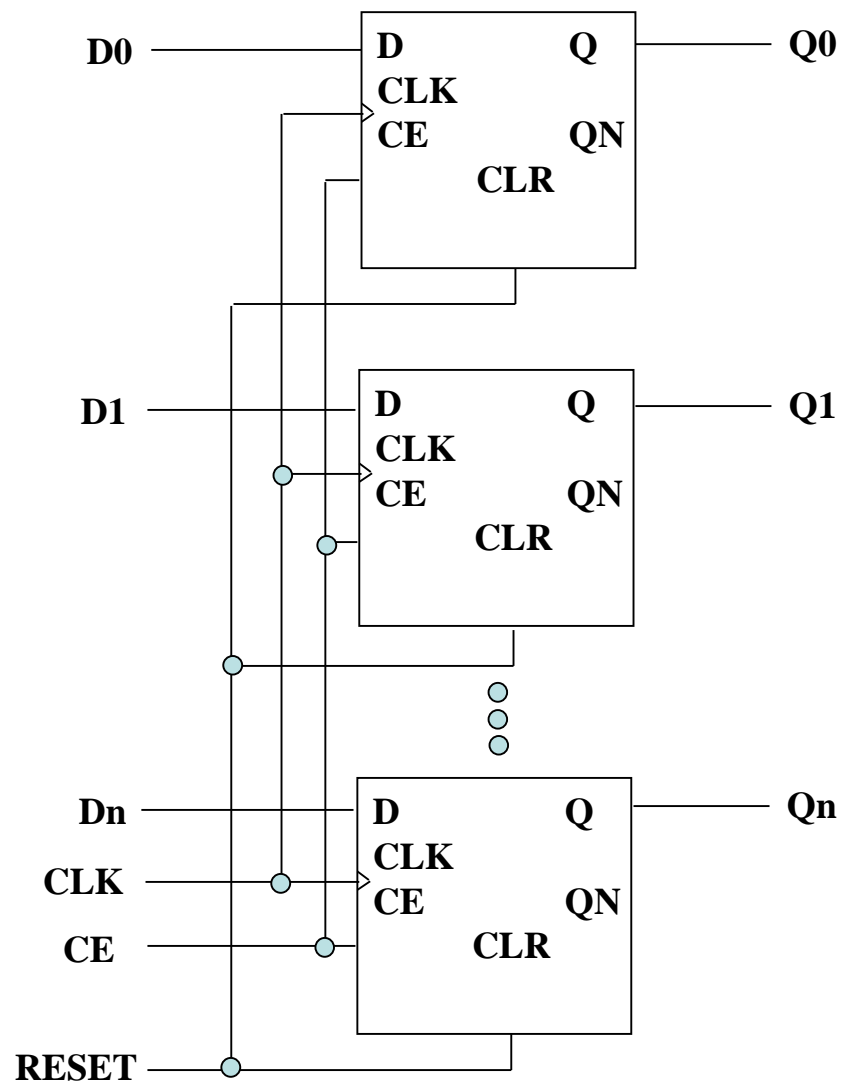 D0 D Q Q0
CLK
CE QN
CLR
D1 D Q Q1
CLK
CE QN
CLR
Dn D Q Qn
CLK CLK
CE QN
CE CLR
RESET